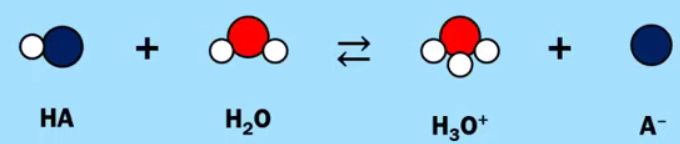 + ⇄ +
HA H₂O H₃O⁺ A⁻